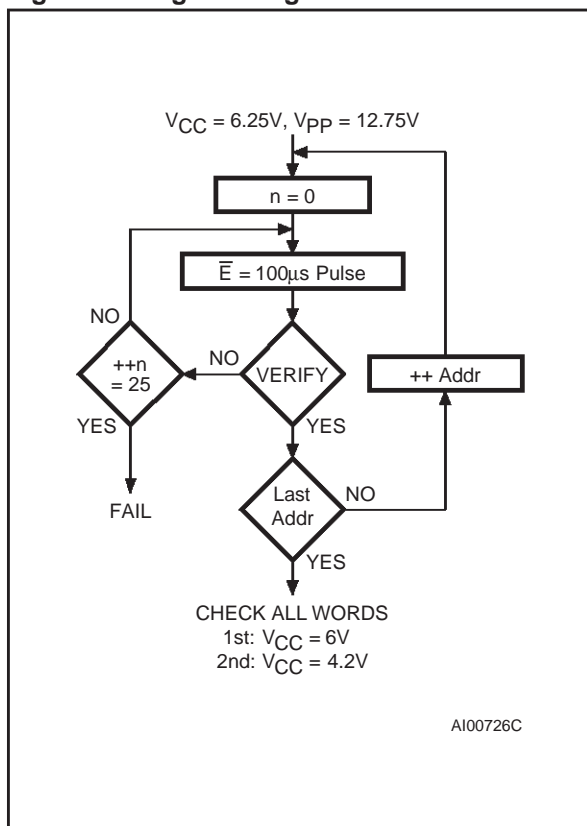 VCC = 6.25V, VPP = 12.75V
n = 0
E̅ = 100μs Pulse
NO
++n
= 25
NO
VERIFY
++ Addr
YES
YES
FAIL
Last
Addr
NO
YES
CHECK ALL WORDS
1st: VCC = 6V
2nd: VCC = 4.2V
AI00726C